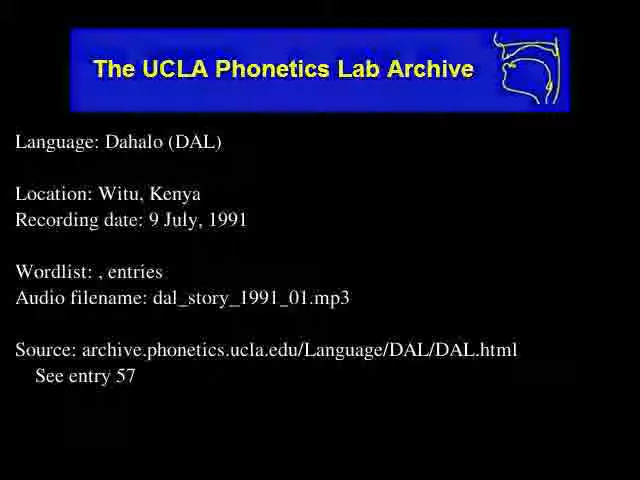 The UCLA Phonetics Lab Archive
Language: Dahalo (DAL)
Location: Witu, Kenya
Recording date: 9 July, 1991
Wordlist: , entries
Audio filename: dal_story_1991_01.mp3
Source: archive.phonetics.ucla.edu/Language/DAL/DAL.html
See entry 57